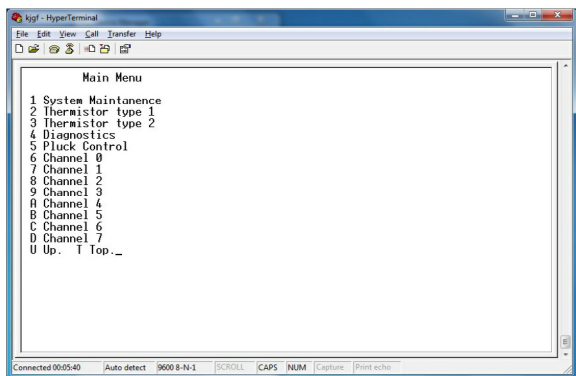 kjgf - HyperTerminal
File Edit View Call Transfer Help
Main Menu
1 System Maintanence
2 Thermistor type 1
3 Thermistor type 2
4 Diagnostics
5 Pluck Control
6 Channel 0
7 Channel 1
8 Channel 2
9 Channel 3
A Channel 4
B Channel 5
C Channel 6
D Channel 7
U Up. T Top._
Connected 00:05:40 Auto detect 9600 8-N-1 SCROLL CAPS NUM Capture Print echo